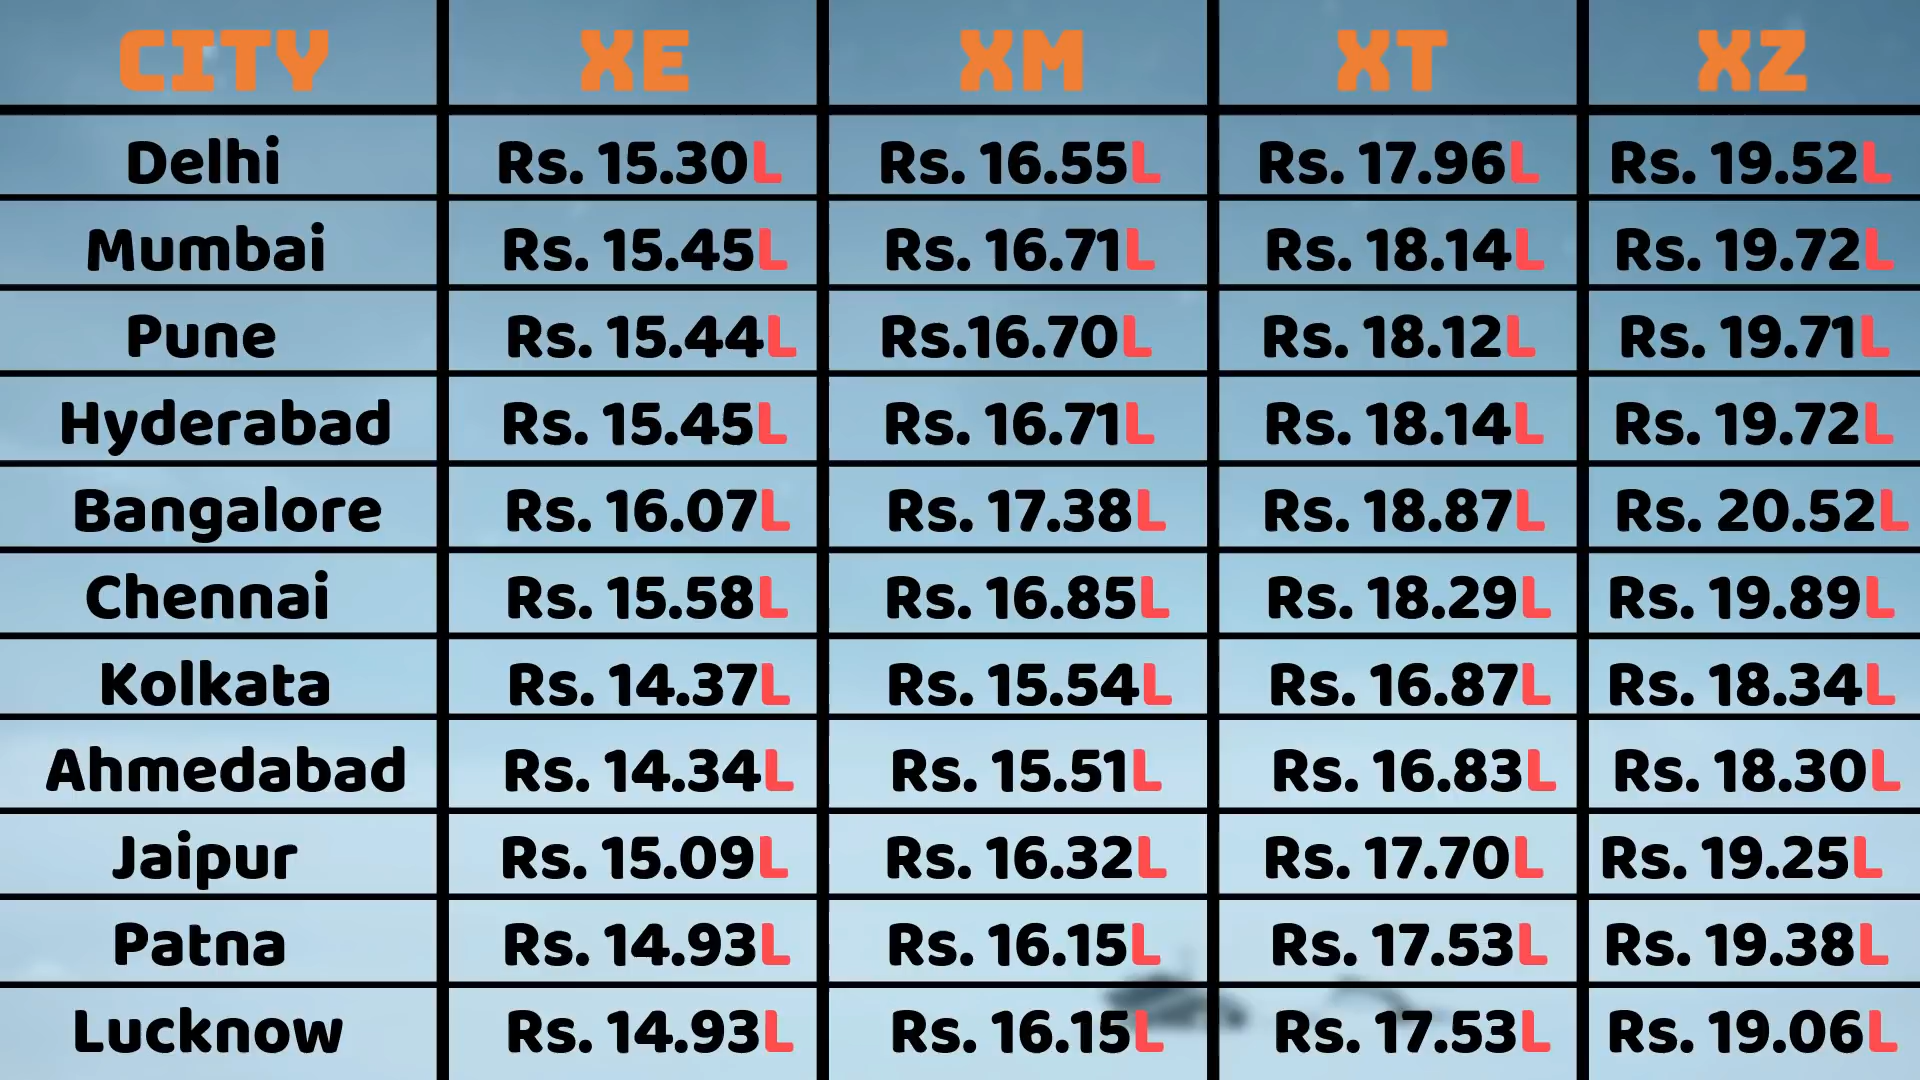 CITY XE XM XT XZ
Delhi Rs. 15.30L Rs. 16.55L Rs. 17.96L Rs. 19.52L
Mumbai Rs. 15.45L Rs. 16.71L Rs. 18.14L Rs. 19.72L
Pune Rs. 15.44L Rs.16.70L Rs. 18.12L Rs. 19.71L
Hyderabad Rs. 15.45L Rs. 16.71L Rs. 18.14L Rs. 19.72L
Bangalore Rs. 16.07L Rs. 17.38L Rs. 18.87L Rs. 20.52L
Chennai Rs. 15.58L Rs. 16.85L Rs. 18.29L Rs. 19.89L
Kolkata Rs. 14.37L Rs. 15.54L Rs. 16.87L Rs. 18.34L
Ahmedabad Rs. 14.34L Rs. 15.51L Rs. 16.83L Rs. 18.30L
Jaipur Rs. 15.09L Rs. 16.32L Rs. 17.70L Rs. 19.25L
Patna Rs. 14.93L Rs. 16.15L Rs. 17.53L Rs. 19.38L
Lucknow Rs. 14.93L Rs. 16.15L Rs. 17.53L Rs. 19.06L